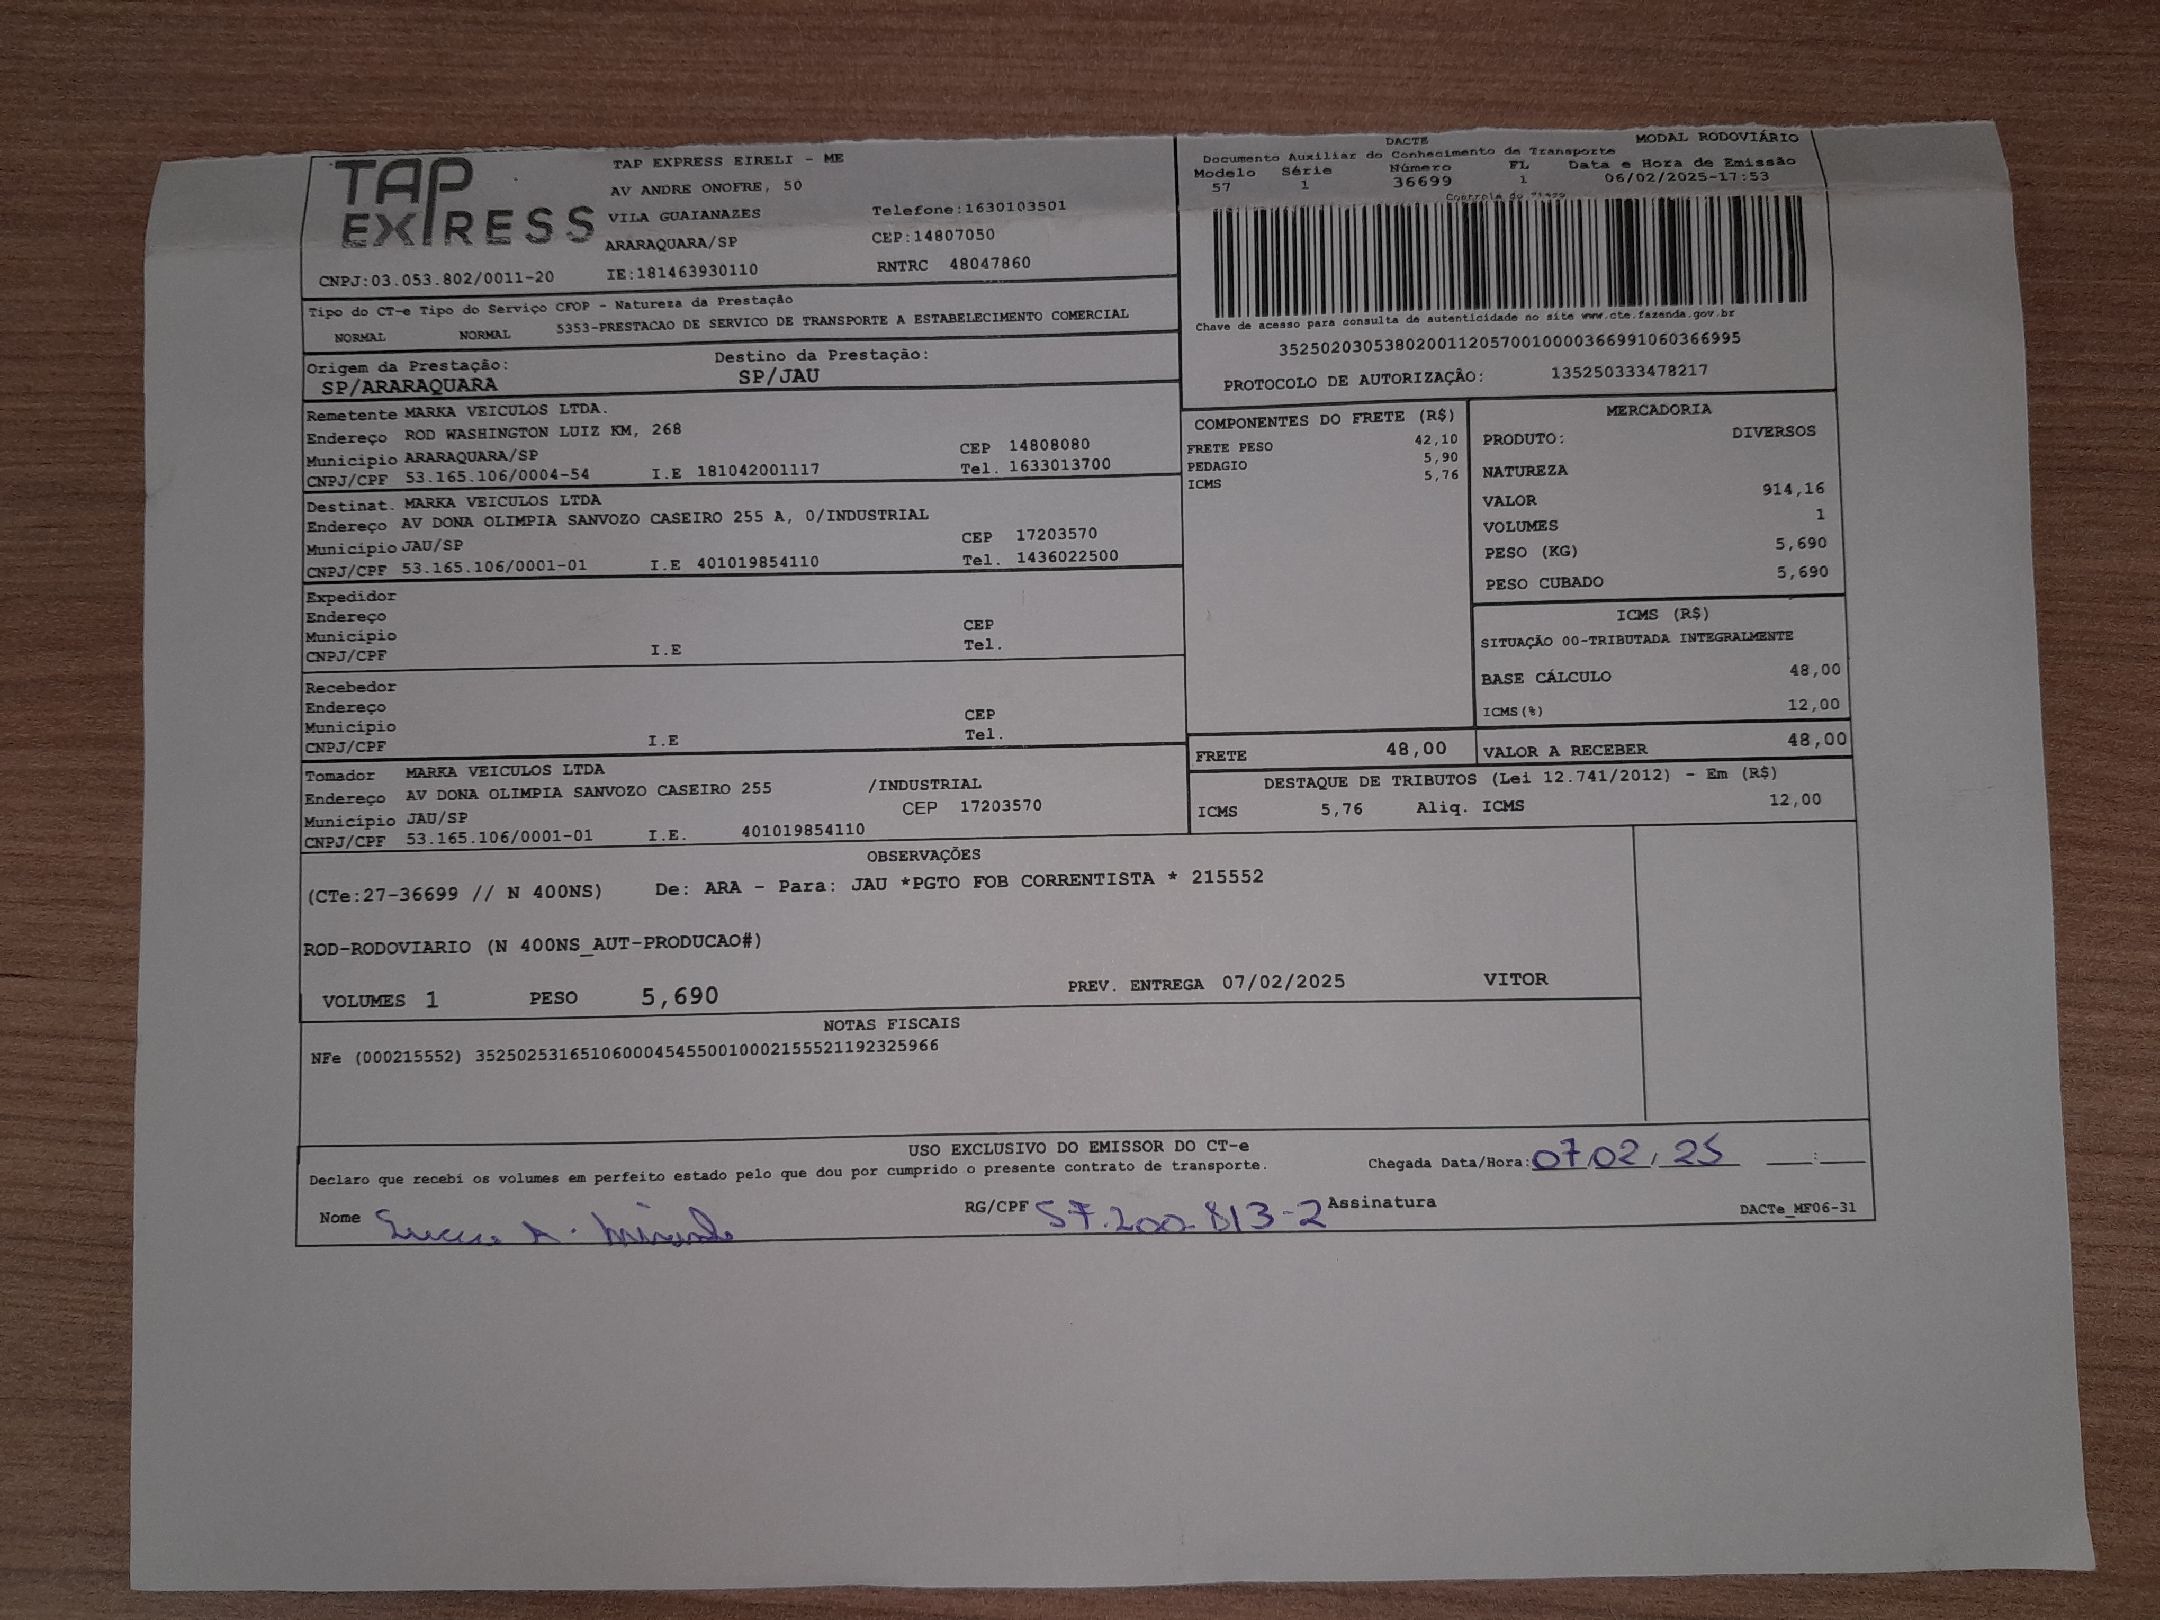 TAP EXPRESS
TAP EXPRESS EIRELI - ME
AV ANDRE ONOFRE, 50
VILA GUAIANAZES Telefone:1630103501
ARARAQUARA/SP CEP:14807050
CNPJ:03.053.802/0011-20 IE:181463930110 RNTRC 48047860
DACTE MODAL RODOVIÁRIO
Documento Auxiliar do Conhecimento de Transporte
Modelo Série Número FL Data e Hora de Emissão
57 1 36699 1 06/02/2025-17:53
Controle do Fisco
Chave de acesso para consulta de autenticidade no site www.cte.fazenda.gov.br
35250203053802001120570010000366991060366995
PROTOCOLO DE AUTORIZAÇÃO: 135250333478217
Tipo do CT-e Tipo do Serviço CFOP - Natureza da Prestação
NORMAL NORMAL 5353-PRESTACAO DE SERVICO DE TRANSPORTE A ESTABELECIMENTO COMERCIAL
Origem da Prestação: Destino da Prestação:
SP/ARARAQUARA SP/JAU
Remetente MARKA VEICULOS LTDA.
Endereço ROD WASHINGTON LUIZ KM, 268
Município ARARAQUARA/SP CEP 14808080
CNPJ/CPF 53.165.106/0004-54 I.E 181042001117 Tel. 1633013700
Destinat. MARKA VEICULOS LTDA
Endereço AV DONA OLIMPIA SANVOZO CASEIRO 255 A, 0/INDUSTRIAL
Município JAU/SP CEP 17203570
CNPJ/CPF 53.165.106/0001-01 I.E 401019854110 Tel. 1436022500
Expedidor
Endereço
Município CEP
CNPJ/CPF I.E Tel.
Recebedor
Endereço
Município CEP
CNPJ/CPF I.E Tel.
Tomador MARKA VEICULOS LTDA
Endereço AV DONA OLIMPIA SANVOZO CASEIRO 255 /INDUSTRIAL
Município JAU/SP CEP 17203570
CNPJ/CPF 53.165.106/0001-01 I.E. 401019854110
COMPONENTES DO FRETE (R$)
FRETE PESO 42,10
PEDAGIO 5,90
ICMS 5,76
MERCADORIA
PRODUTO: DIVERSOS
NATUREZA
VALOR 914,16
VOLUMES 1
PESO (KG) 5,690
PESO CUBADO 5,690
ICMS (R$)
SITUAÇÃO 00-TRIBUTADA INTEGRALMENTE
BASE CÁLCULO 48,00
ICMS(%) 12,00
FRETE 48,00 VALOR A RECEBER 48,00
DESTAQUE DE TRIBUTOS (Lei 12.741/2012) - Em (R$)
ICMS 5,76 Aliq. ICMS 12,00
OBSERVAÇÕES
(CTe:27-36699 // N 400NS) De: ARA - Para: JAU *PGTO FOB CORRENTISTA * 215552
ROD-RODOVIARIO (N 400NS_AUT-PRODUCAO#)
VOLUMES 1 PESO 5,690 PREV. ENTREGA 07/02/2025 VITOR
NOTAS FISCAIS
NFe (000215552) 35250253165106000454550010002155521192325966
USO EXCLUSIVO DO EMISSOR DO CT-e
Declaro que recebi os volumes em perfeito estado pelo que dou por cumprido o presente contrato de transporte. Chegada Data/Hora: 07 02 / 25 :
Nome RG/CPF 57.200.813-2 Assinatura DACTe_MF06-31